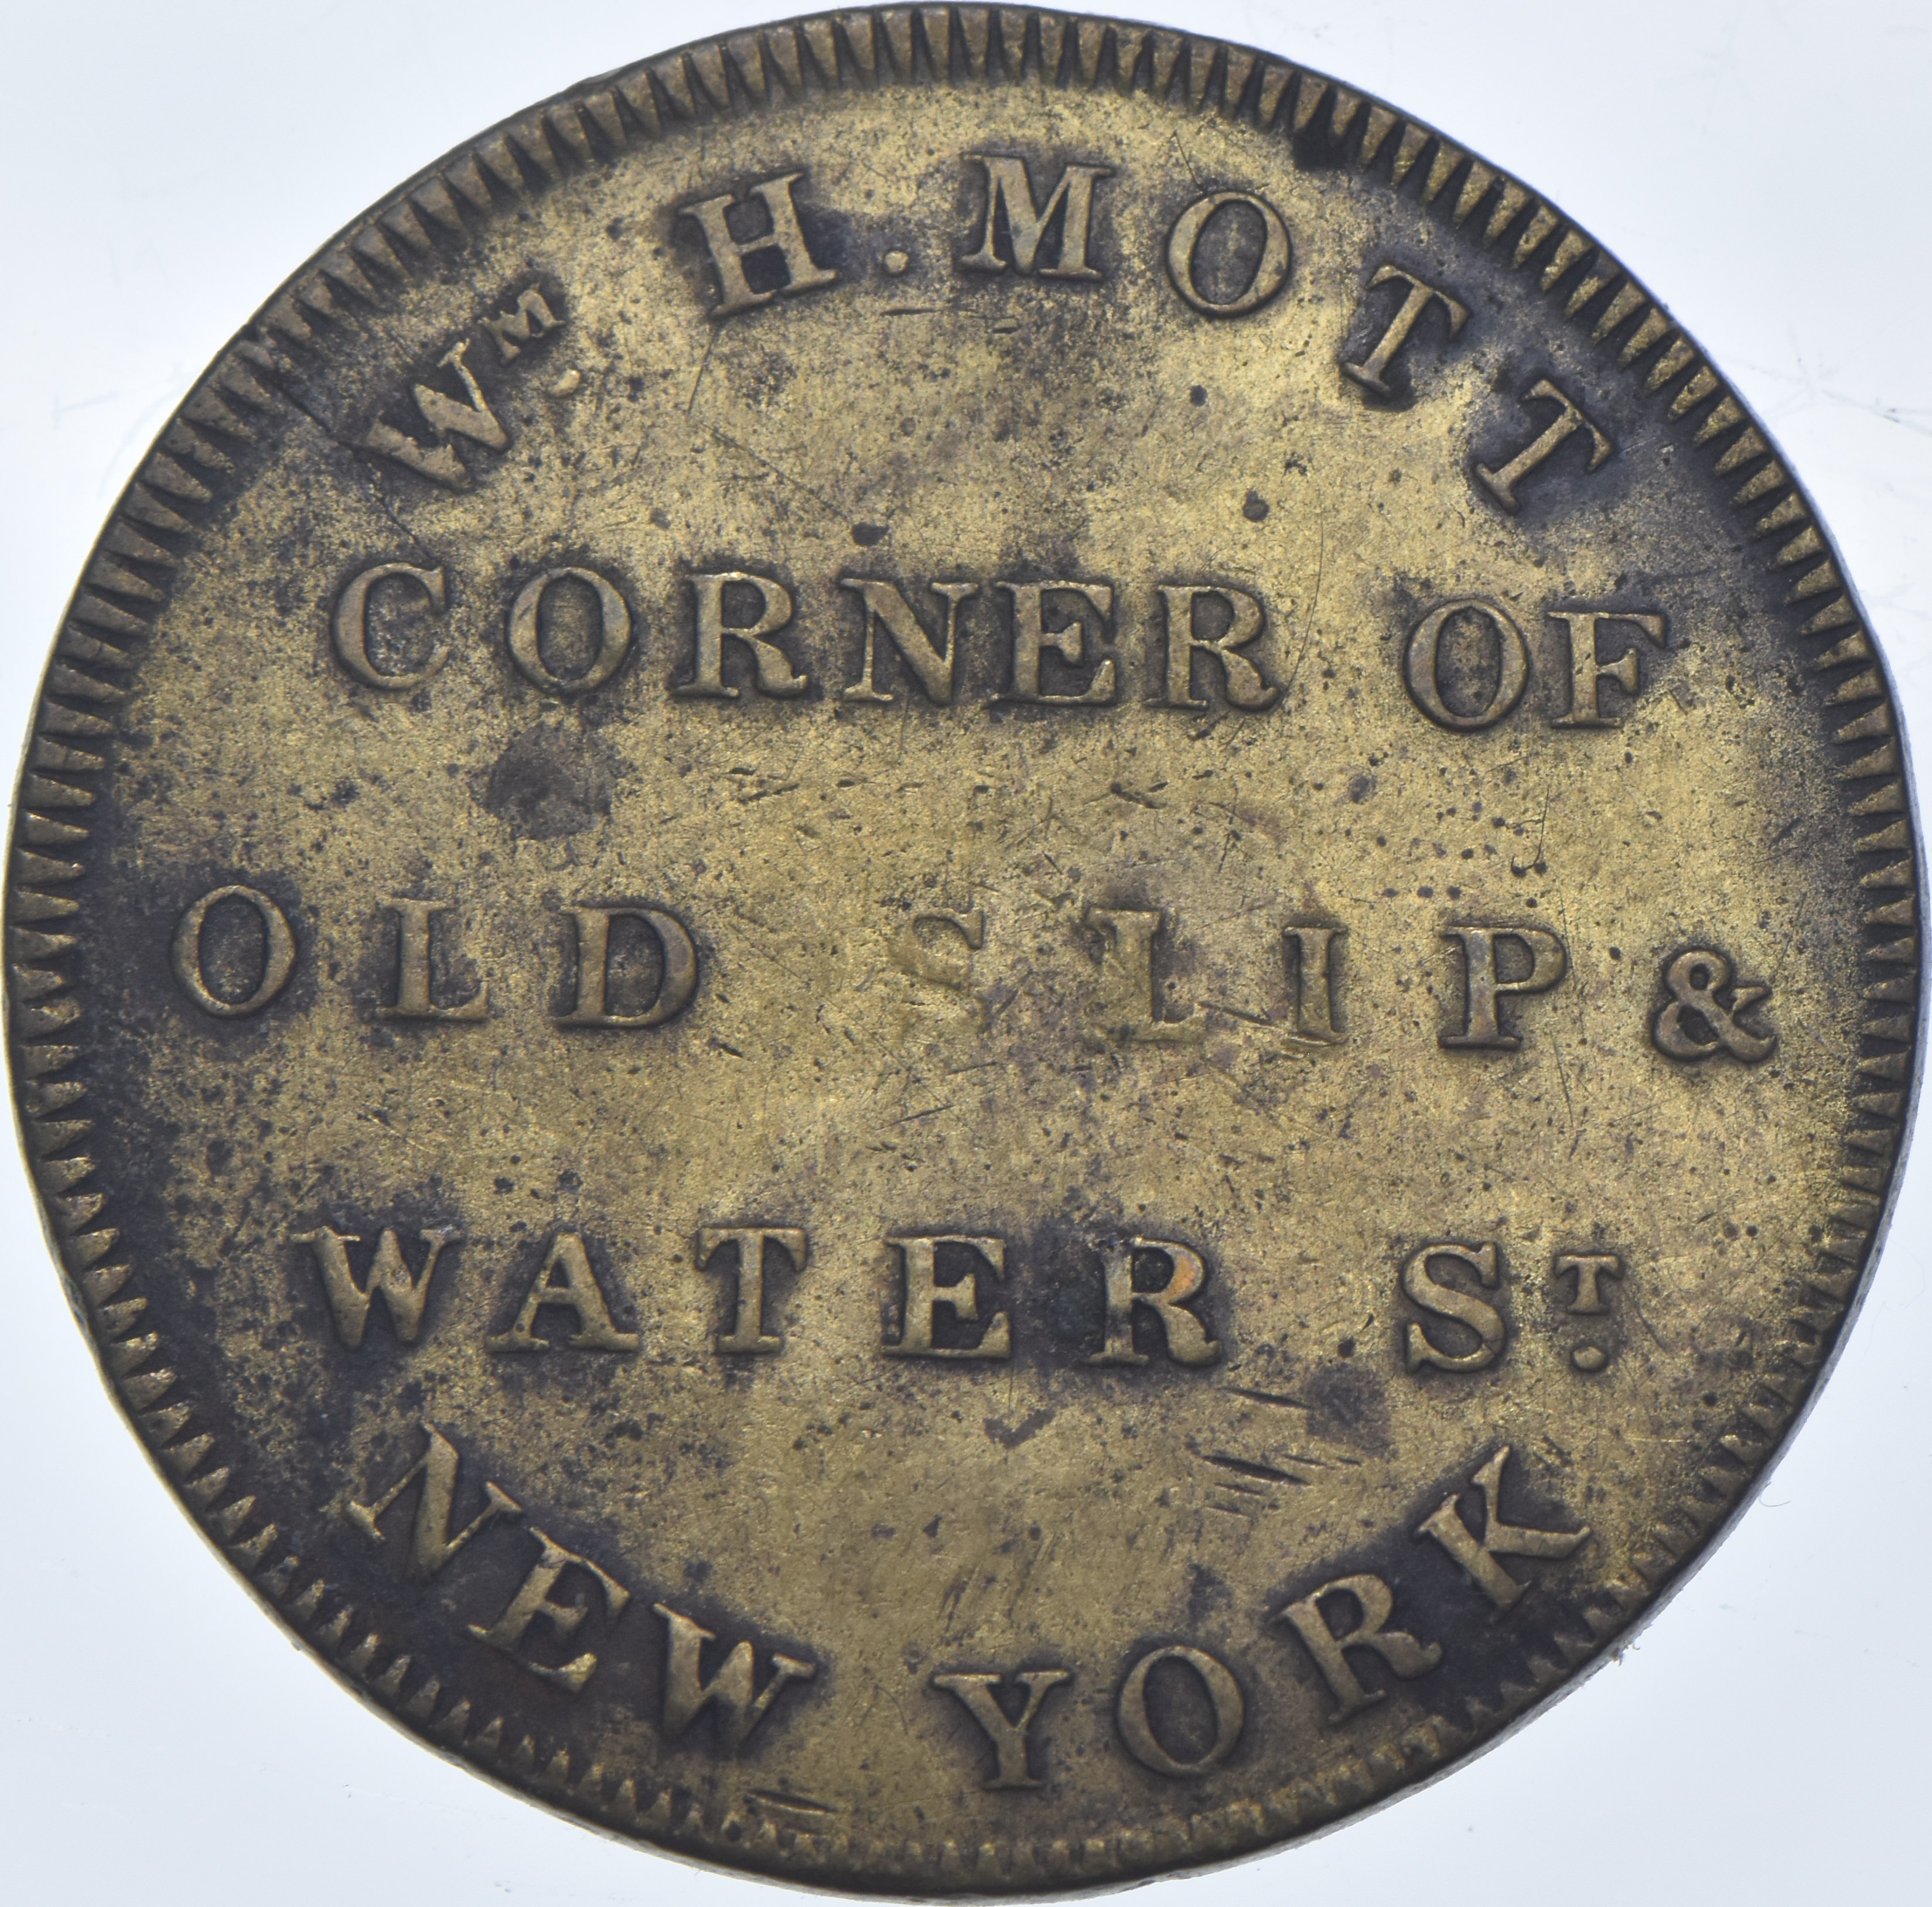 Wᴹ. H. MOTT
CORNER OF
OLD SLIP &
WATER Sᵀ.
NEW YORK